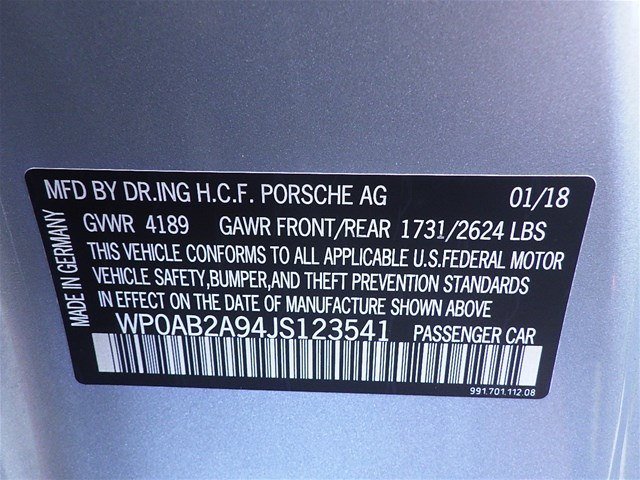 MFD BY DR.ING H.C.F. PORSCHE AG 01/18
GVWR 4189 GAWR FRONT/REAR 1731/2624 LBS
THIS VEHICLE CONFORMS TO ALL APPLICABLE U.S.FEDERAL MOTOR
VEHICLE SAFETY,BUMPER,AND THEFT PREVENTION STANDARDS
IN EFFECT ON THE DATE OF MANUFACTURE SHOWN ABOVE
WP0AB2A94JS123541 PASSENGER CAR
991.701.112.08
MADE IN GERMANY